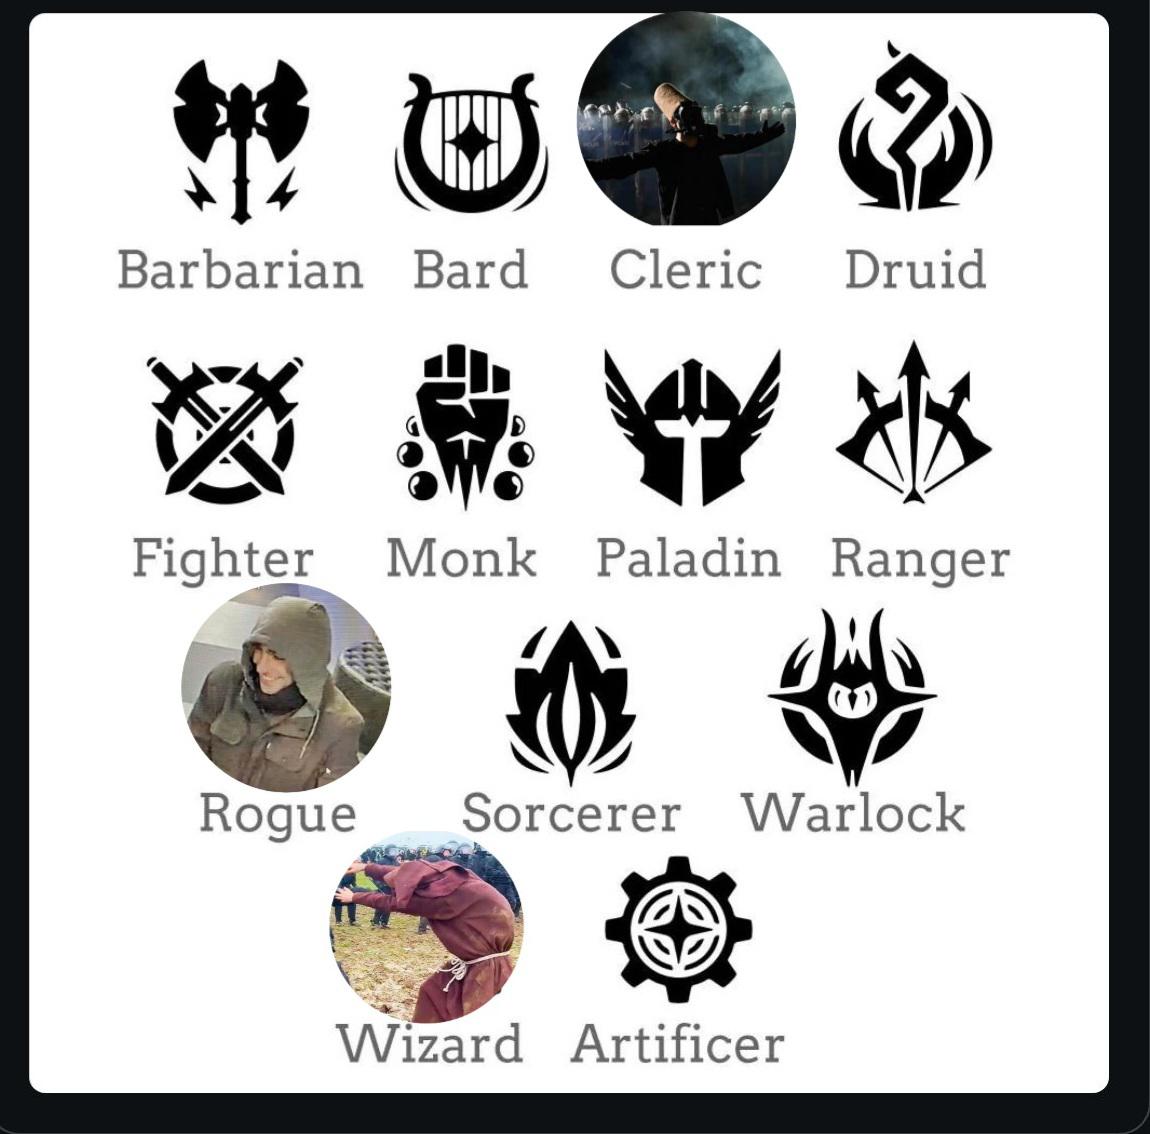 Barbarian Bard Cleric Druid
Fighter Monk Paladin Ranger
Rogue Sorcerer Warlock
Wizard Artificer